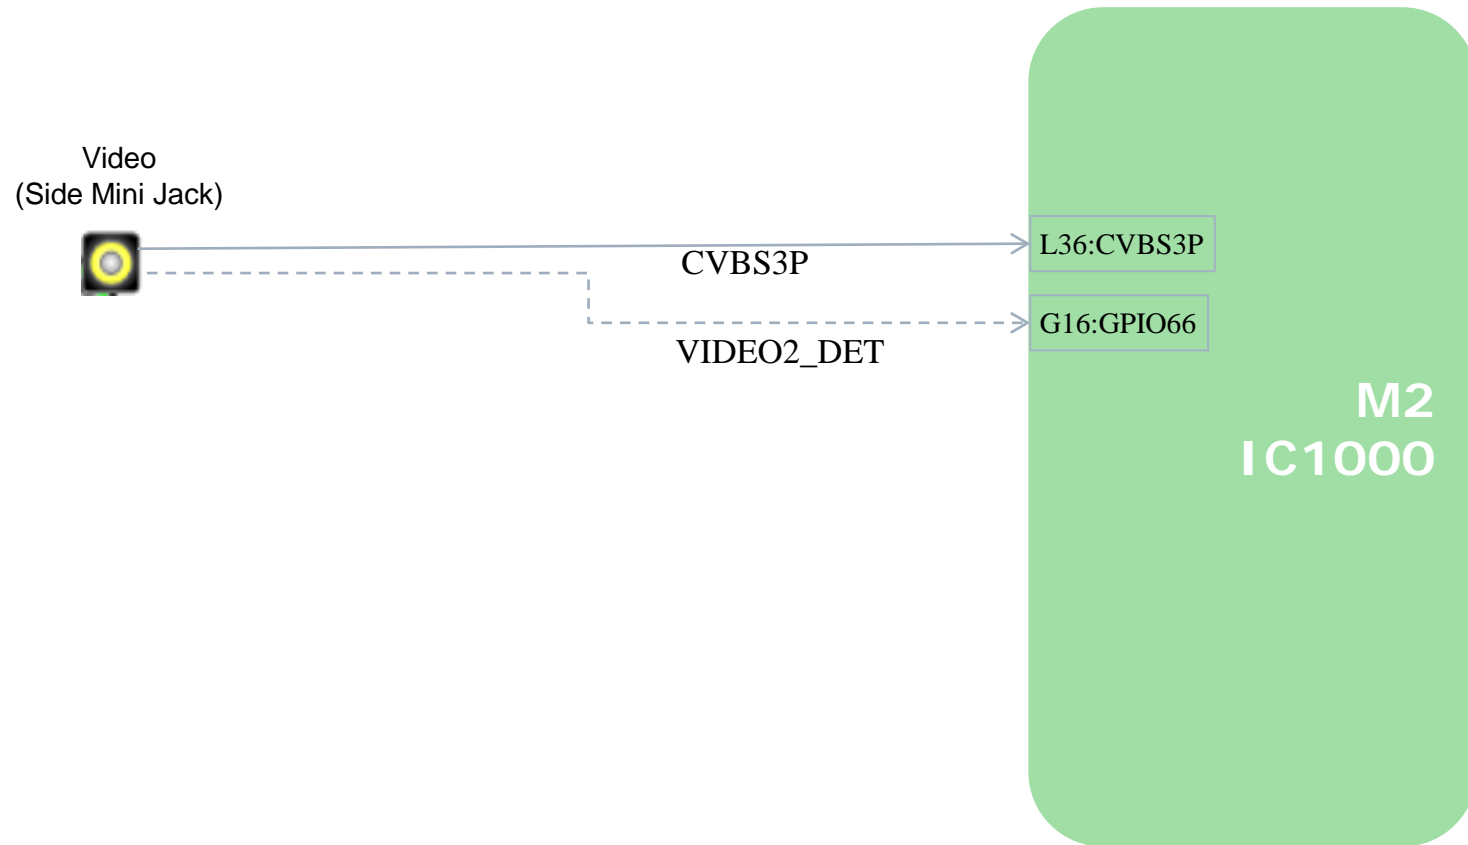 Video
(Side Mini Jack)
CVBS3P
L36:CVBS3P
VIDEO2_DET
G16:GPIO66
M2
IC1000